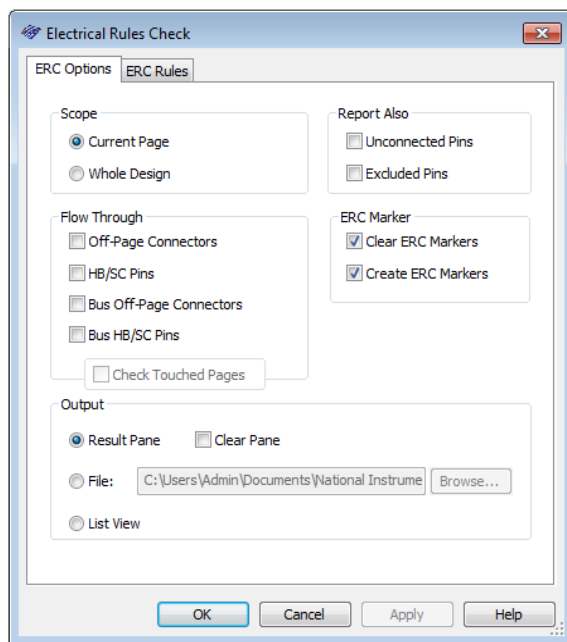 Electrical Rules Check
ERC Options ERC Rules
Scope
Current Page
Whole Design
Report Also
Unconnected Pins
Excluded Pins
Flow Through
Off-Page Connectors
HB/SC Pins
Bus Off-Page Connectors
Bus HB/SC Pins
Check Touched Pages
ERC Marker
Clear ERC Markers
Create ERC Markers
Output
Result Pane Clear Pane
File: C:\Users\Admin\Documents\National Instrume Browse...
List View
OK Cancel Apply Help